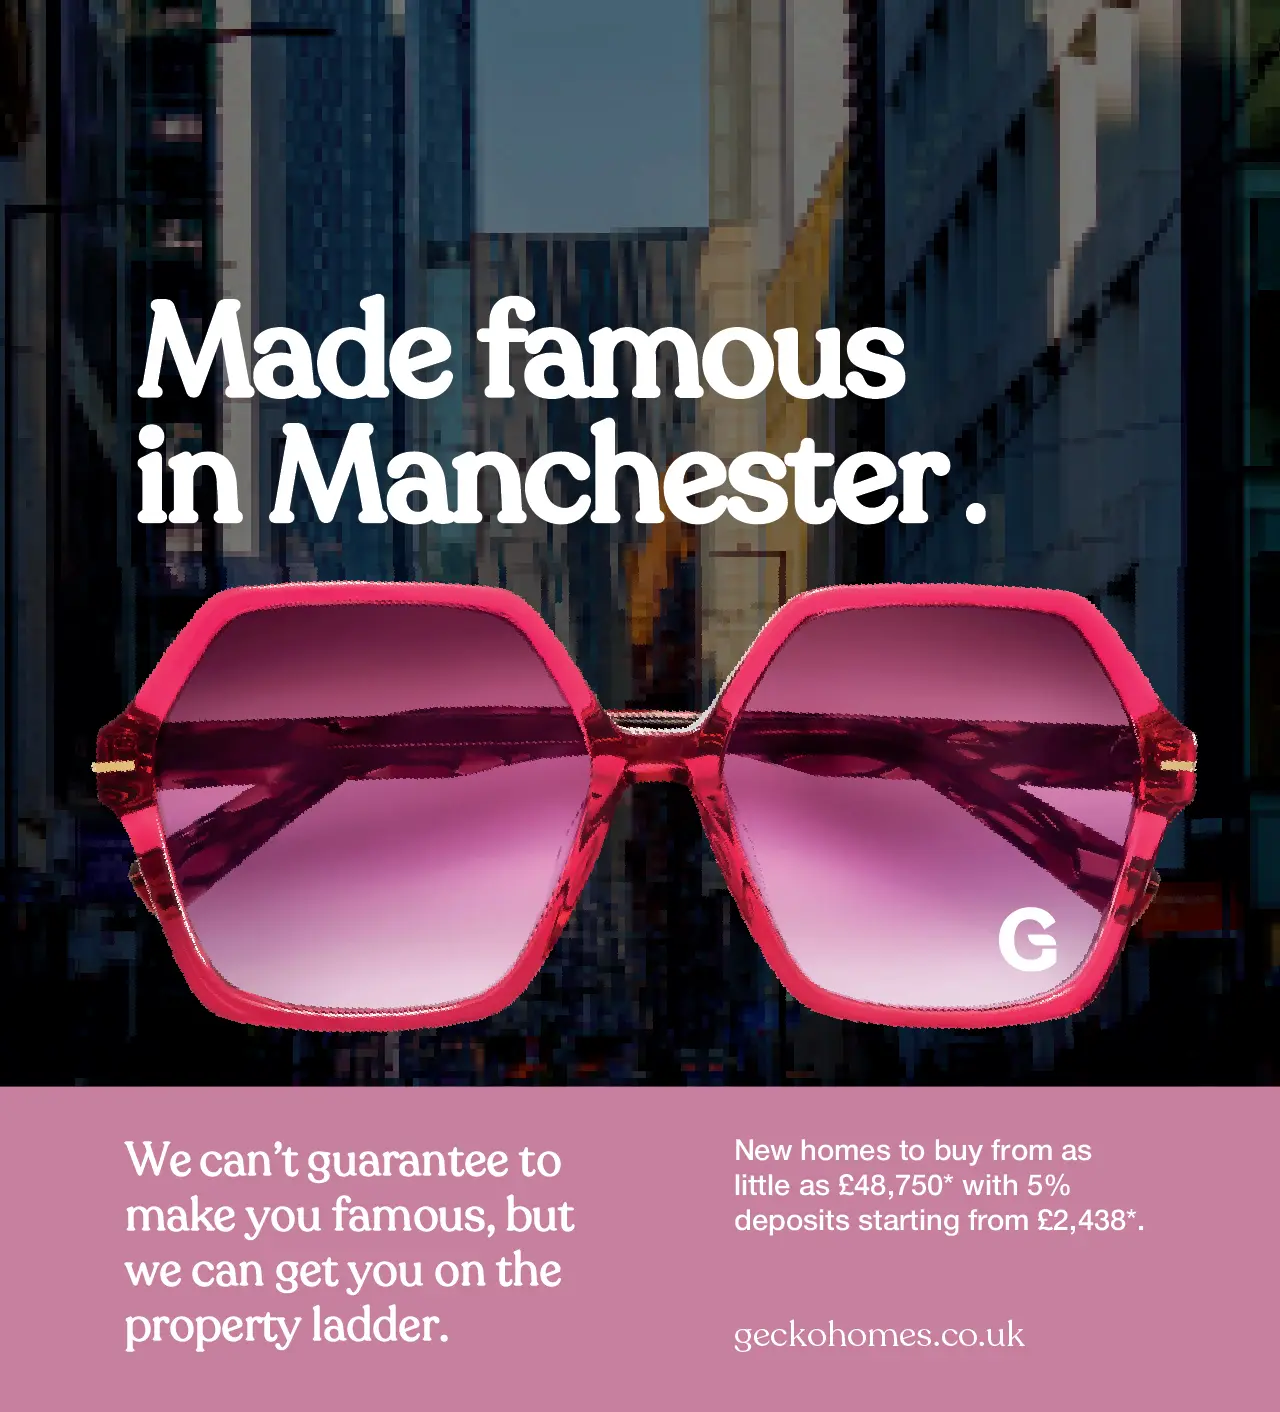 Made famous
in Manchester.
G
We can’t guarantee to
make you famous, but
we can get you on the
property ladder.
New homes to buy from as
little as £48,750* with 5%
deposits starting from £2,438*.
geckohomes.co.uk